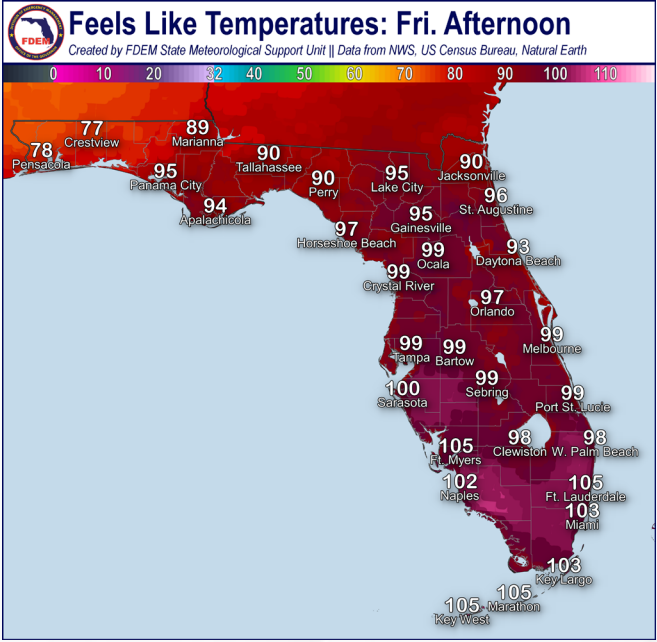 Feels Like Temperatures: Fri. Afternoon
Created by FDEM State Meteorological Support Unit || Data from NWS, US Census Bureau, Natural Earth
FDEM
0 10 20 32 40 50 60 70 80 90 100 110
78
Pensacola
77
Crestview
89
Marianna
95
Panama City
94
Apalachicola
90
Tallahassee
90
Perry
95
Lake City
90
Jacksonville
96
St. Augustine
95
Gainesville
97
Horseshoe Beach
99
Ocala
93
Daytona Beach
99
Crystal River
97
Orlando
99
Melbourne
99
Tampa
99
Bartow
99
Sebring
100
Sarasota
99
Port St. Lucie
105
Ft. Myers
98
Clewiston
98
W. Palm Beach
102
Naples
105
Ft. Lauderdale
103
Miami
103
Key Largo
105
Marathon
105
Key West